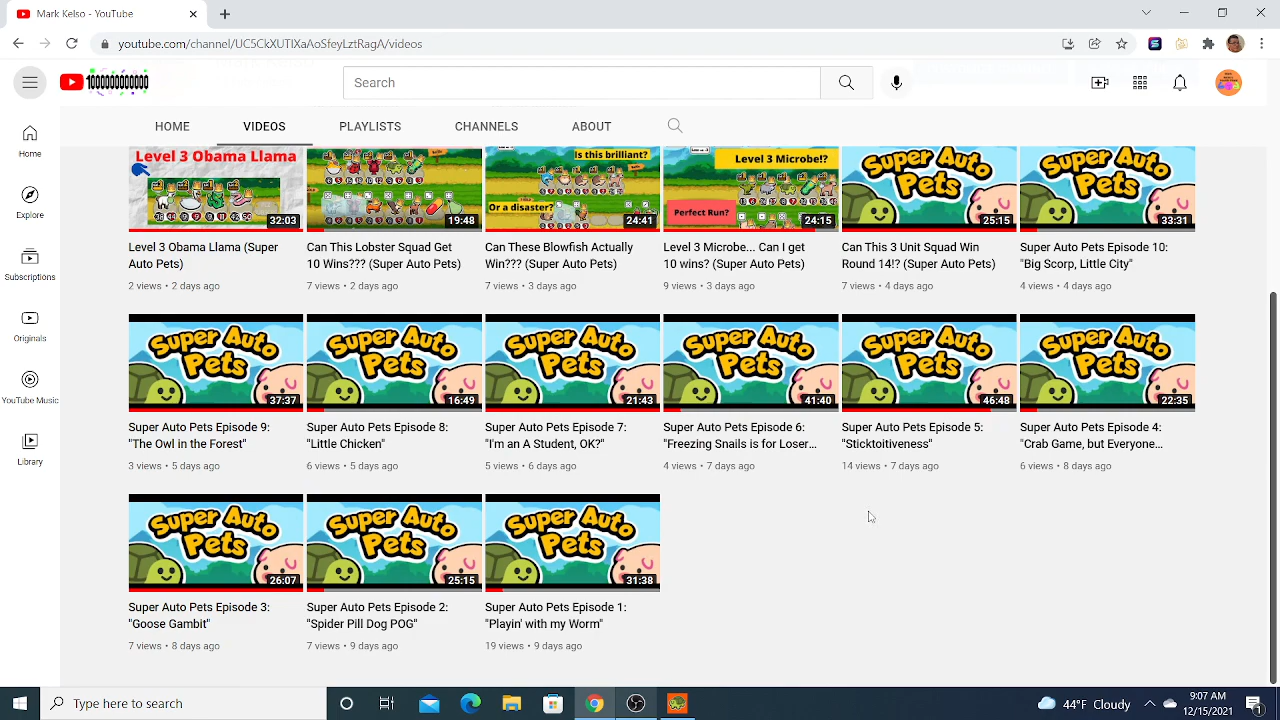 Mark Kelso - YouTube
youtube.com/c/LetzRaga/videos
1000000000000
Search
HOME VIDEOS PLAYLISTS CHANNELS ABOUT
Home
Explore
Subscriptions
Originals
YouTube Music
Library
Level 3 Obama Llama
32:03
19:48
Is this brilliant?
Or a disaster?
24:41
Level 3 Microbe!?
Perfect Run?
24:15
Super Auto Pets
25:15
Super Auto Pets
33:31
Level 3 Obama Llama (Super
Auto Pets)
2 views • 2 days ago
Can This Lobster Squad Get
10 Wins??? (Super Auto Pets)
7 views • 2 days ago
Can These Blowfish Actually
Win??? (Super Auto Pets)
7 views • 3 days ago
Level 3 Microbe... Can I get
10 wins? (Super Auto Pets)
9 views • 3 days ago
Can This 3 Unit Squad Win
Round 14!? (Super Auto Pets)
7 views • 4 days ago
Super Auto Pets Episode 10:
"Big Scorp, Little City"
4 views • 4 days ago
Super Auto
Pets
37:37
Super Auto
Pets
16:49
Super Auto
Pets
21:43
Super Auto
Pets
41:40
Super Auto
Pets
46:48
Super Auto
Pets
22:35
Super Auto Pets Episode 9:
"The Owl in the Forest"
3 views • 5 days ago
Super Auto Pets Episode 8:
"Little Chicken"
6 views • 5 days ago
Super Auto Pets Episode 7:
"I'm an A Student, OK?"
5 views • 6 days ago
Super Auto Pets Episode 6:
"Freezing Snails is for Loser...
4 views • 7 days ago
Super Auto Pets Episode 5:
"Sticktoitiveness"
14 views • 7 days ago
Super Auto Pets Episode 4:
"Crab Game, but Everyone...
6 views • 8 days ago
Super Auto
Pets
26:07
Super Auto
Pets
25:15
Super Auto
Pets
31:38
Super Auto Pets Episode 3:
"Goose Gambit"
7 views • 8 days ago
Super Auto Pets Episode 2:
"Spider Pill Dog POG"
7 views • 9 days ago
Super Auto Pets Episode 1:
"Playin' with my Worm"
19 views • 9 days ago
Type here to search
44°F Cloudy
9:07 AM
12/15/2021